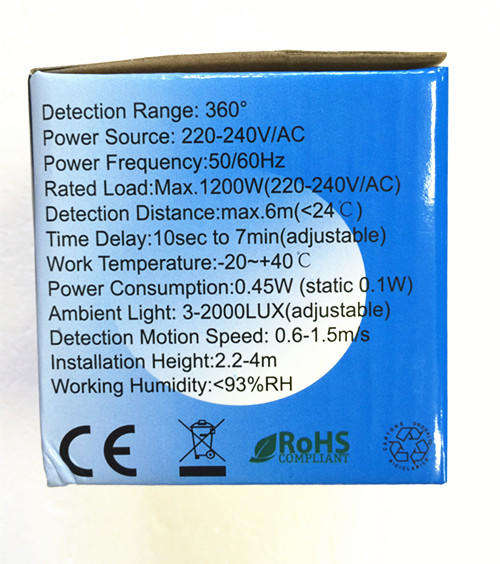 Detection Range: 360°
Power Source: 220-240V/AC
Power Frequency:50/60Hz
Rated Load:Max.1200W(220-240V/AC)
Detection Distance:max.6m(<24℃)
Time Delay:10sec to 7min(adjustable)
Work Temperature:-20~+40℃
Power Consumption:0.45W (static 0.1W)
Ambient Light: 3-2000LUX(adjustable)
Detection Motion Speed: 0.6-1.5m/s
Installation Height:2.2-4m
Working Humidity:<93%RH
CE
RoHS
COMPLIANT